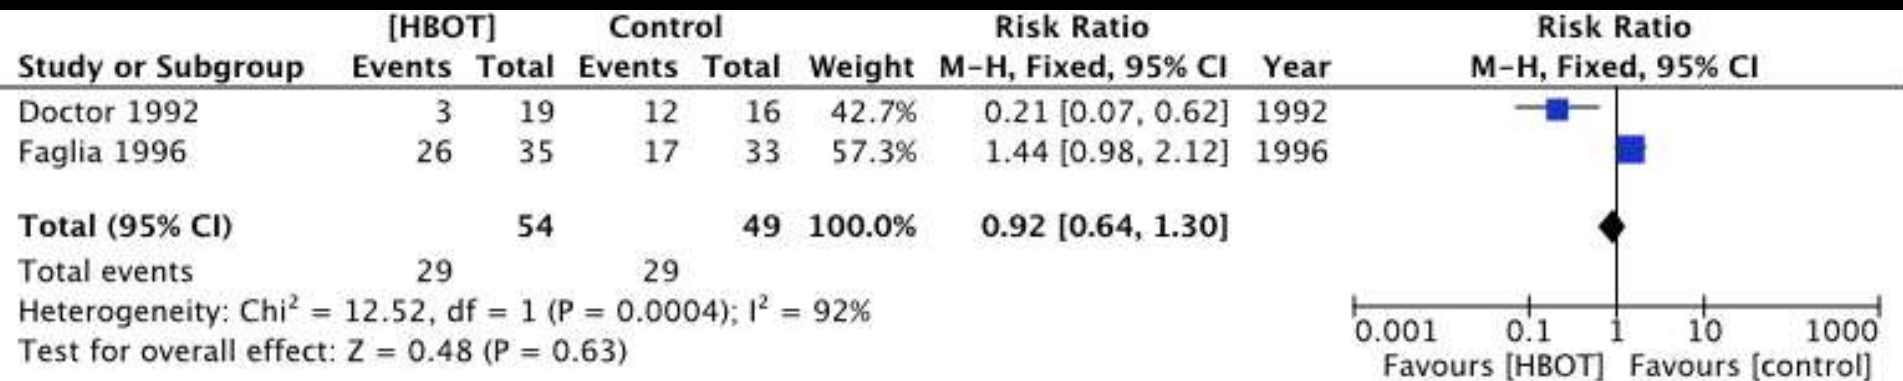 [HBOT] Control Risk Ratio Risk Ratio
Study or Subgroup Events Total Events Total Weight M-H, Fixed, 95% CI Year M-H, Fixed, 95% CI
Doctor 1992 3 19 12 16 42.7% 0.21 [0.07, 0.62] 1992
Faglia 1996 26 35 17 33 57.3% 1.44 [0.98, 2.12] 1996
Total (95% CI) 54 49 100.0% 0.92 [0.64, 1.30]
Total events 29 29
Heterogeneity: Chi² = 12.52, df = 1 (P = 0.0004); I² = 92%
Test for overall effect: Z = 0.48 (P = 0.63)
0.001 0.1 1 10 1000
Favours [HBOT] Favours [control]